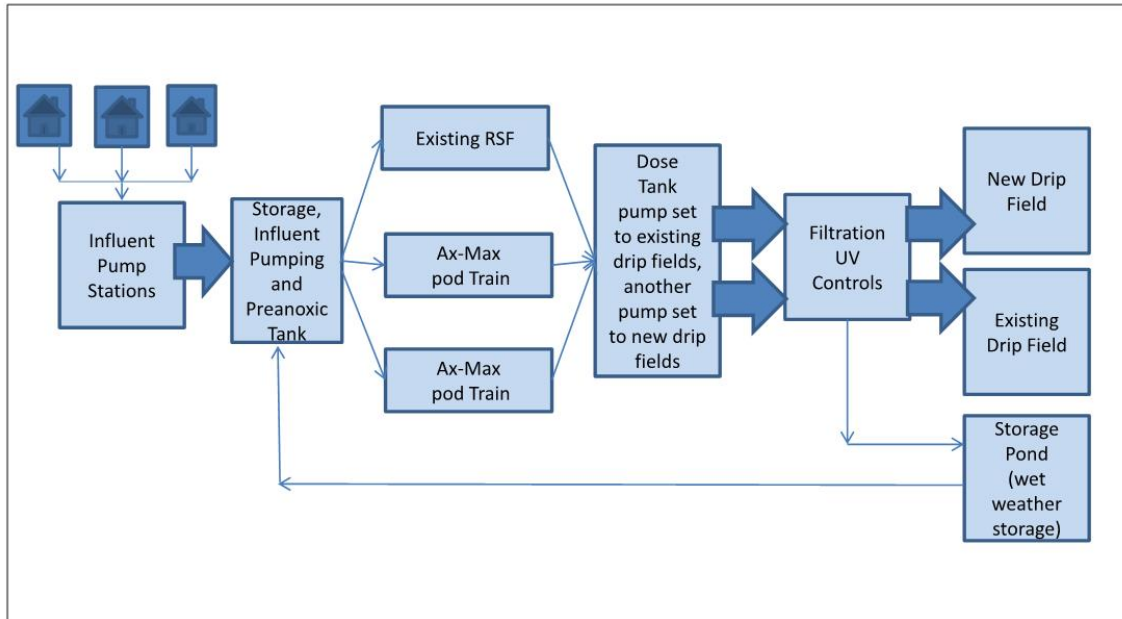 Influent
Pump
Stations
Storage,
Influent
Pumping
and
Preanoxic
Tank
Existing RSF
Ax-Max
pod Train
Ax-Max
pod Train
Dose
Tank
pump set
to existing
drip fields,
another
pump set
to new drip
fields
Filtration
UV
Controls
New Drip
Field
Existing
Drip Field
Storage
Pond
(wet
weather
storage)